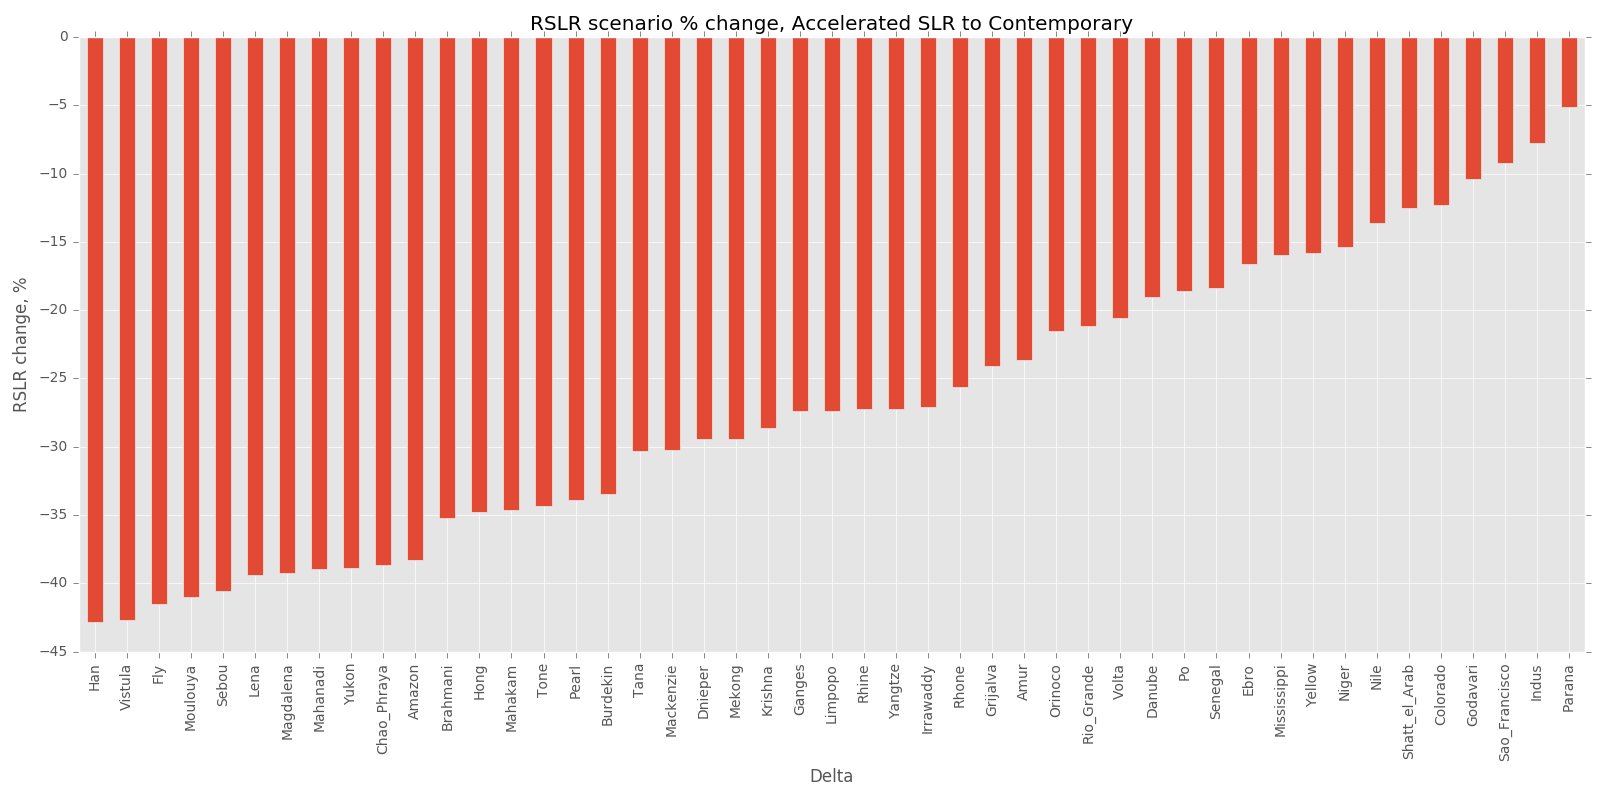 RSLR scenario % change, Accelerated SLR to Contemporary
RSLR change, %
0
−5
−10
−15
−20
−25
−30
−35
−40
−45
Han
Vistula
Fly
Moulouya
Sebou
Lena
Magdalena
Mahanadi
Yukon
Chao_Phraya
Amazon
Brahmani
Hong
Mahakam
Tone
Pearl
Burdekin
Tana
Mackenzie
Dnieper
Mekong
Krishna
Ganges
Limpopo
Rhine
Yangtze
Irrawaddy
Rhone
Grijalva
Amur
Orinoco
Rio_Grande
Volta
Danube
Po
Senegal
Ebro
Mississippi
Yellow
Niger
Nile
Shatt_el_Arab
Colorado
Godavari
Sao_Francisco
Indus
Parana
Delta